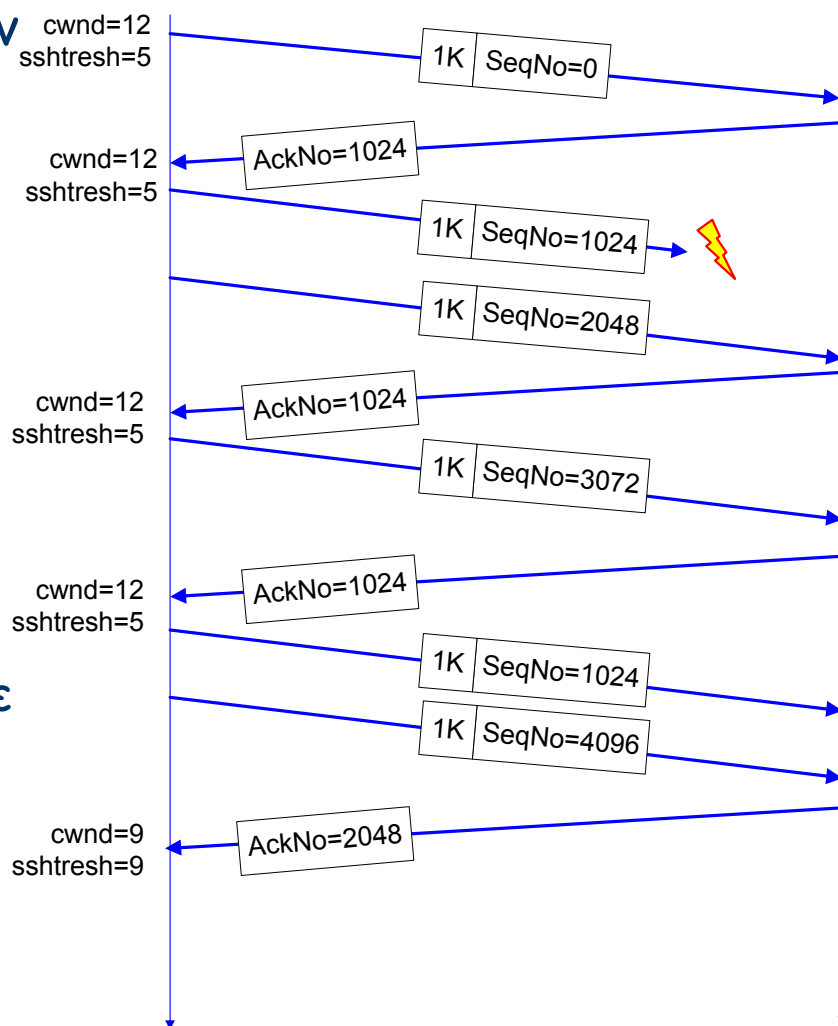 cwnd=12
sshtresh=5
1K SeqNo=0
AckNo=1024
cwnd=12
sshtresh=5
1K SeqNo=1024
1K SeqNo=2048
AckNo=1024
cwnd=12
sshtresh=5
1K SeqNo=3072
AckNo=1024
cwnd=12
sshtresh=5
1K SeqNo=1024
1K SeqNo=4096
AckNo=2048
cwnd=9
sshtresh=9